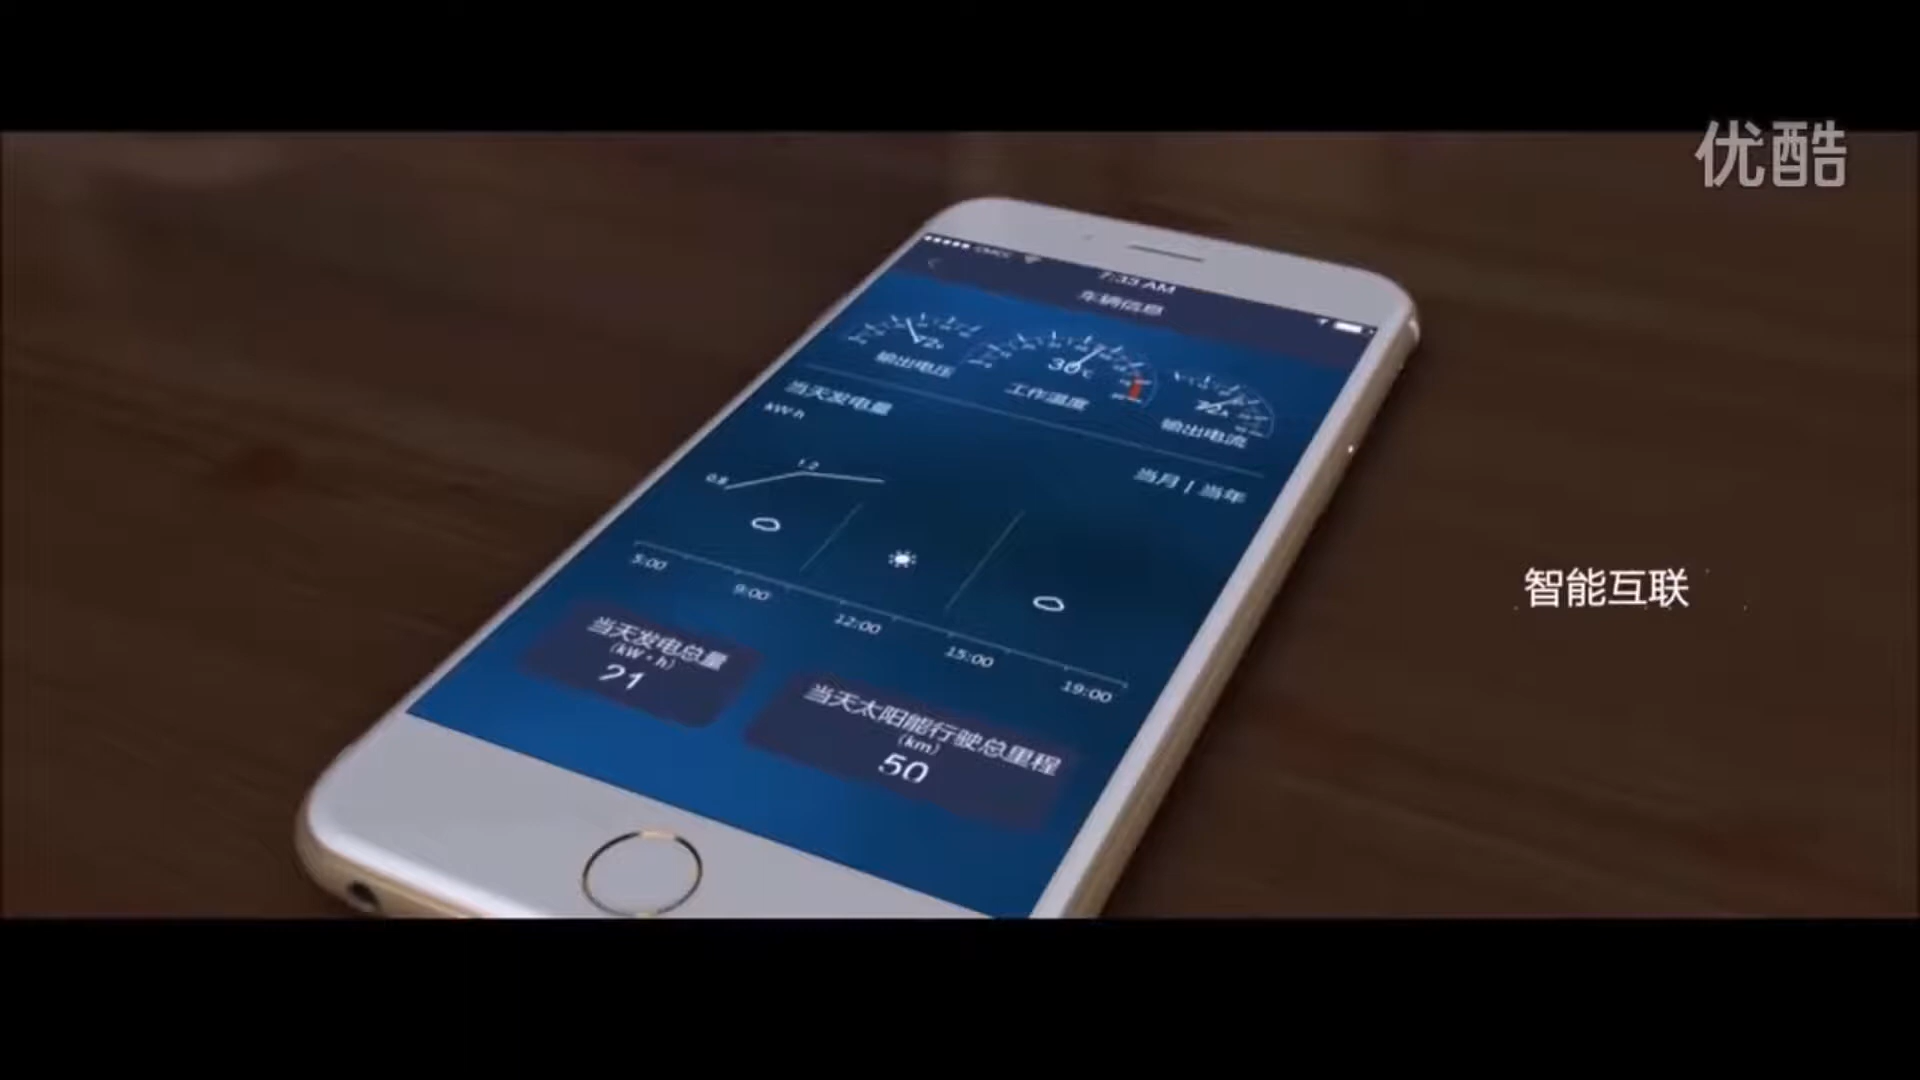 优酷
7:35 AM
车辆信息
30℃
输出电压
工作温度
输出电流
当天发电量
kW·h
当月 | 当年
1.2
0.8
5:00
9:00
12:00
15:00
19:00
当天发电总量
(kW·h)
21
当天太阳能行驶总里程
(km)
50
智能互联